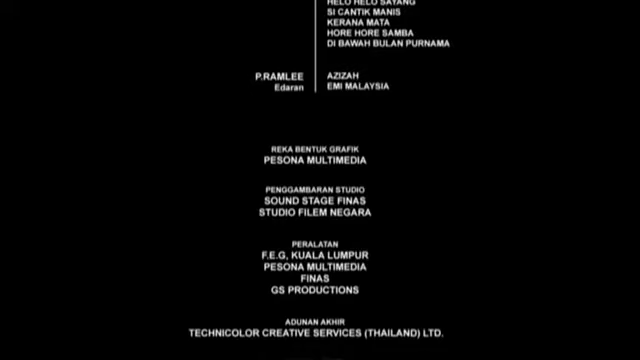 HELO HELO SAYANG
SI CANTIK MANIS
KERANA MATA
HORE HORE SAMBA
DI BAWAH BULAN PURNAMA
P.RAMLEE AZIZAH
Edaran EMI MALAYSIA
REKA BENTUK GRAFIK
PESONA MULTIMEDIA
PENGGAMBARAN STUDIO
SOUND STAGE FINAS
STUDIO FILEM NEGARA
PERALATAN
F.E.G, KUALA LUMPUR
PESONA MULTIMEDIA
FINAS
GS PRODUCTIONS
ADUNAN AKHIR
TECHNICOLOR CREATIVE SERVICES (THAILAND) LTD.